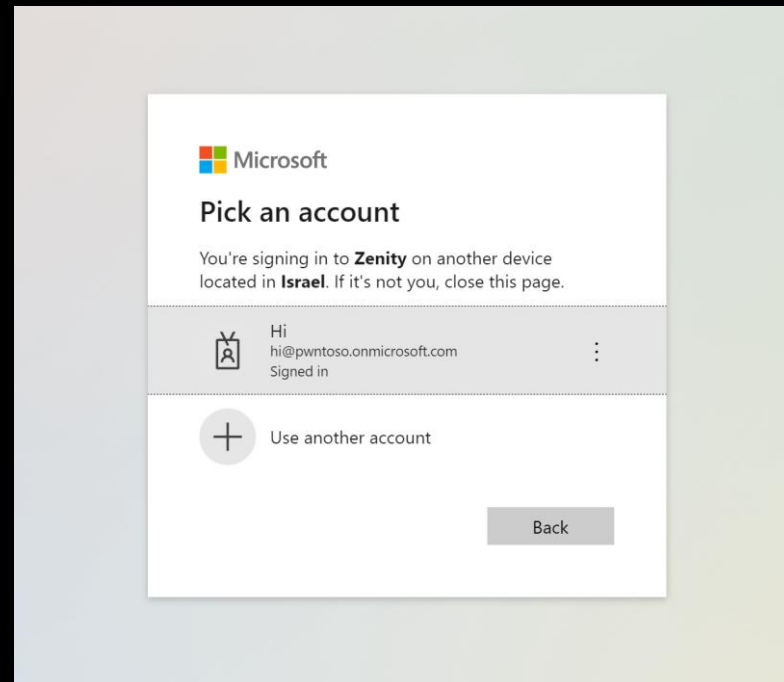 Microsoft
Pick an account
You're signing in to Zenity on another device
located in Israel. If it's not you, close this page.
Hi
hi@pwntoso.onmicrosoft.com
Signed in
Use another account
Back